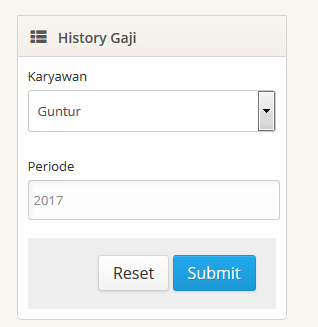 History Gaji
Karyawan
Guntur
Periode
2017
Reset Submit